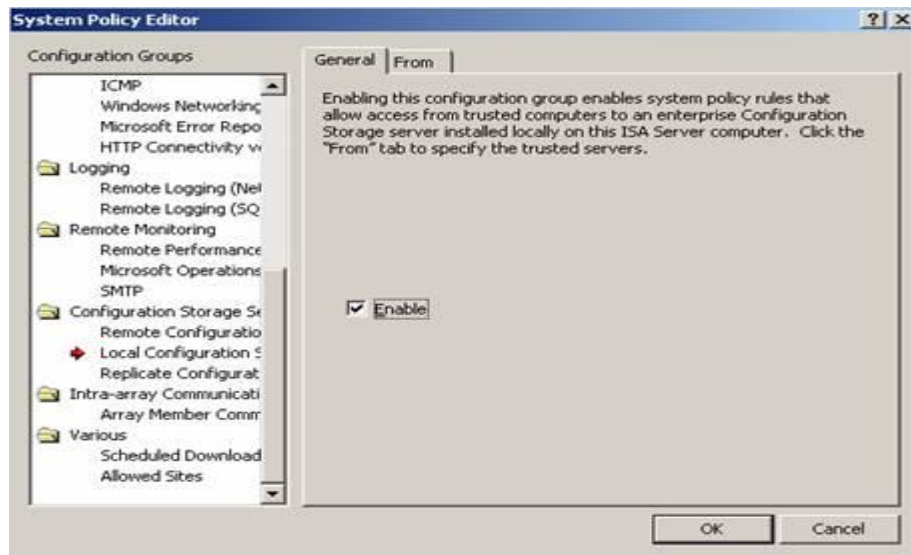 System Policy Editor
Configuration Groups
ICMP
Windows Networking
Microsoft Error Repo
HTTP Connectivity v
Logging
Remote Logging (Net
Remote Logging (SQ
Remote Monitoring
Remote Performance
Microsoft Operations
SMTP
Configuration Storage Se
Remote Configuratio
Local Configuration S
Replicate Configurat
Intra-array Communicati
Array Member Comm
Various
Scheduled Download
Allowed Sites
General
From
Enabling this configuration group enables system policy rules that
allow access from trusted computers to an enterprise Configuration
Storage server installed locally on this ISA Server computer. Click the
"From" tab to specify the trusted servers.
Enable
OK
Cancel